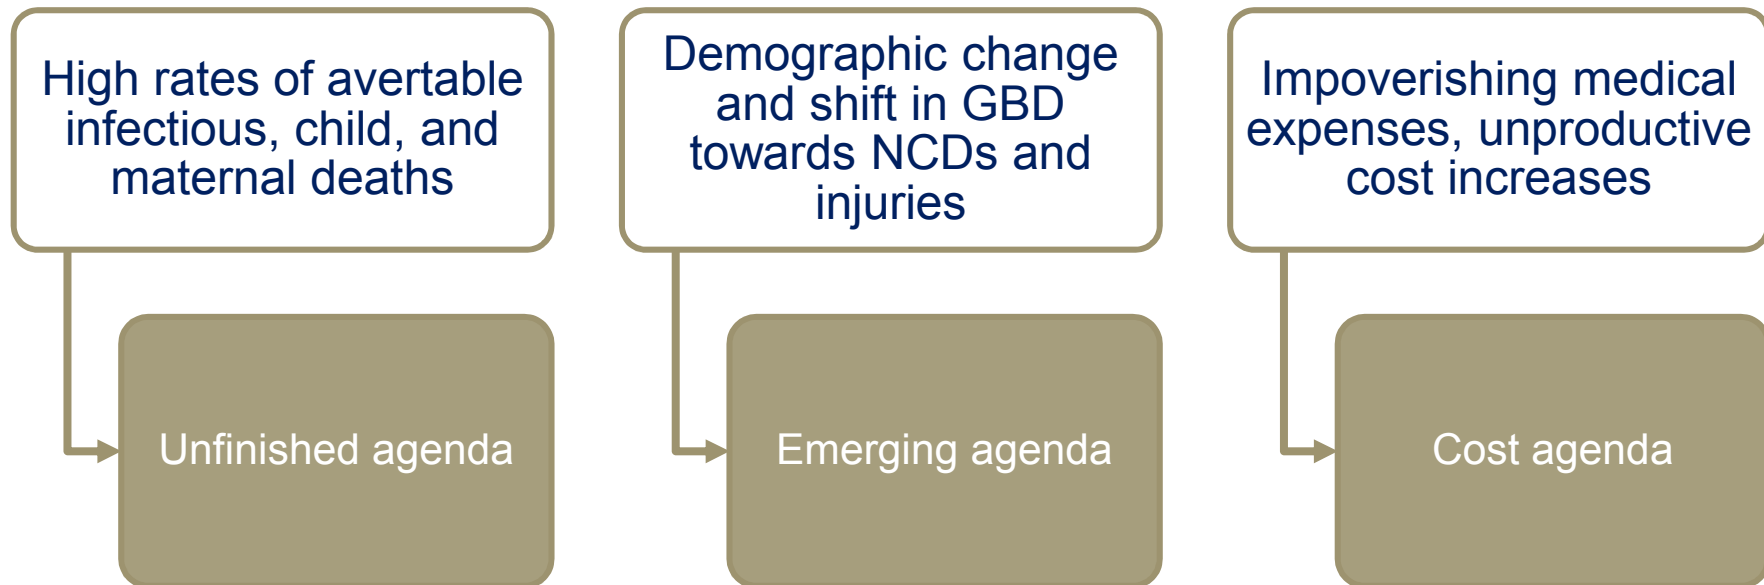 High rates of avertable
infectious, child, and
maternal deaths
Unfinished agenda
Demographic change
and shift in GBD
towards NCDs and
injuries
Emerging agenda
Impoverishing medical
expenses, unproductive
cost increases
Cost agenda